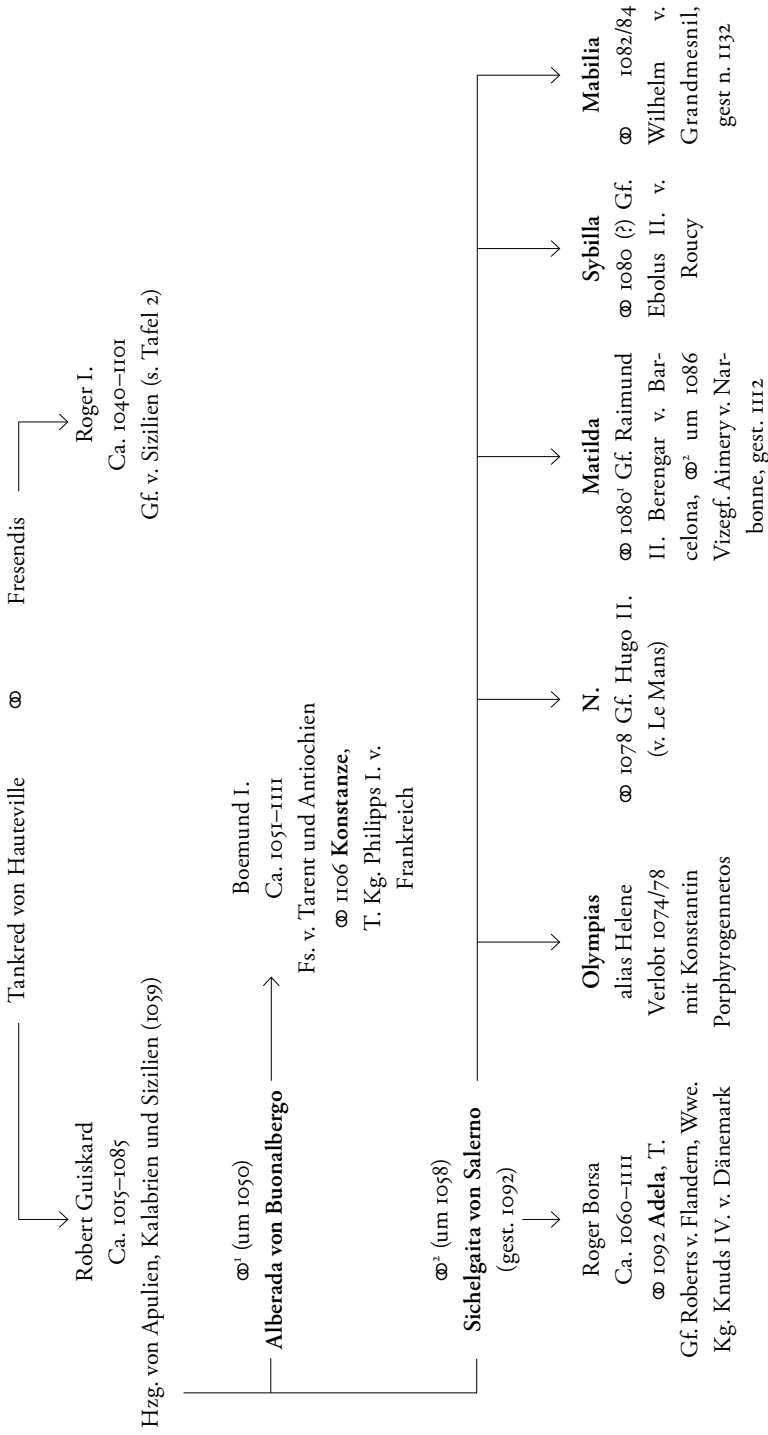 Tankred von Hauteville ⚭ Fresendis
Robert Guiskard
Ca. 1015–1085
Hzg. von Apulien, Kalabrien und Sizilien (1059)
Roger I.
Ca. 1040–1101
Gf. v. Sizilien (s. Tafel 2)
⚭¹ (um 1050)
Alberada von Buonalbergo
Boemund I.
Ca. 1051–1111
Fs. v. Tarent und Antiochien
⚭ 1106 Konstanze,
T. Kg. Philipps I. v.
Frankreich
⚭² (um 1058)
Sichelgaita von Salerno
(gest. 1092)
Roger Borsa
Ca. 1060–1111
⚭ 1092 Adela, T.
Gf. Roberts v. Flandern, Wwe.
Kg. Knuds IV. v. Dänemark
Olympias
alias Helene
Verlobt 1074/78
mit Konstantin
Porphyrogennetos
N.
⚭ 1078 Gf. Hugo II.
(v. Le Mans)
Matilda
⚭ 1080¹ Gf. Raimund
II. Berengar v. Bar-
celona, ⚭² um 1086
Vizegf. Aimery v. Nar-
bonne, gest. 1112
Sybilla
⚭ 1080 (?) Gf.
Ebolus II. v.
Roucy
Mabilia
⚭ 1082/84
Wilhelm v.
Grandmesnil,
gest n. 1132